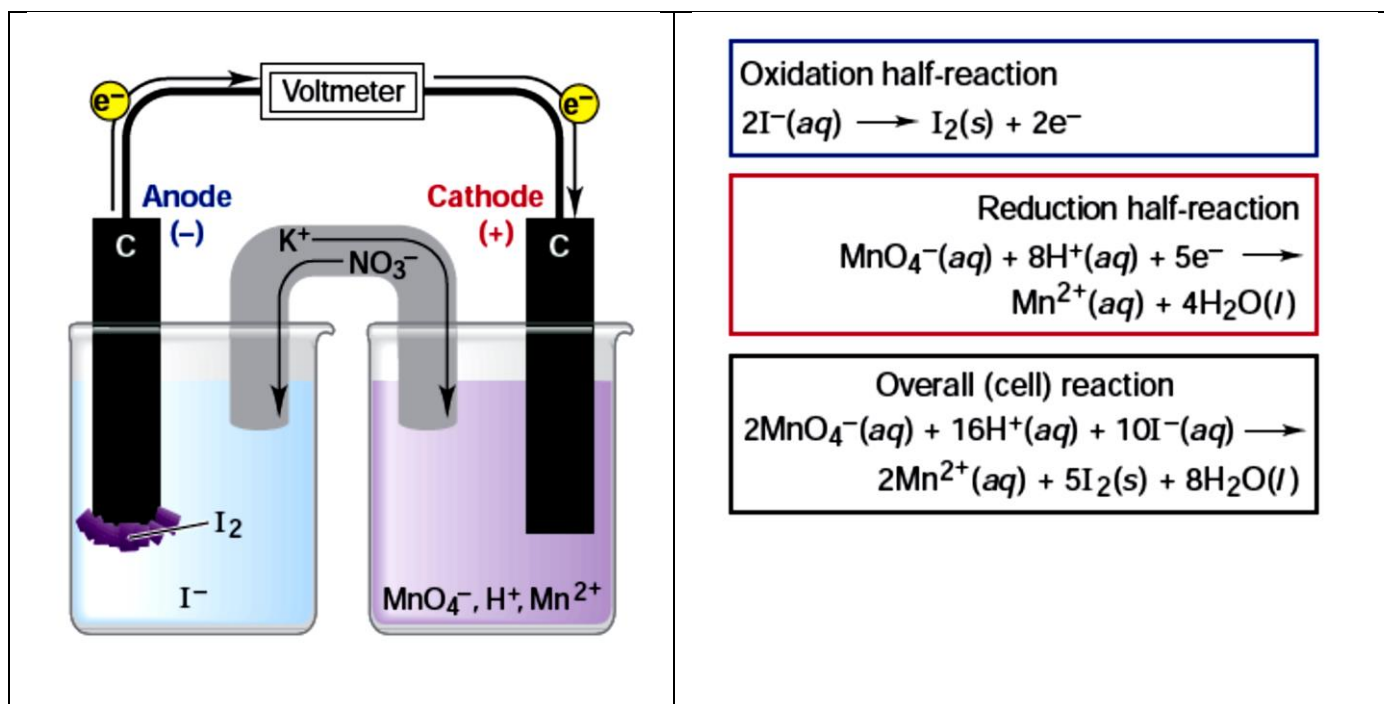 Voltmeter
e⁻
e⁻
Anode
(–)
Cathode
(+)
C
C
K⁺
NO₃⁻
I₂
I⁻
MnO₄⁻, H⁺, Mn²⁺
Oxidation half-reaction
2I⁻(aq) ⟶ I₂(s) + 2e⁻
Reduction half-reaction
MnO₄⁻(aq) + 8H⁺(aq) + 5e⁻ ⟶
Mn²⁺(aq) + 4H₂O(l)
Overall (cell) reaction
2MnO₄⁻(aq) + 16H⁺(aq) + 10I⁻(aq) ⟶
2Mn²⁺(aq) + 5I₂(s) + 8H₂O(l)